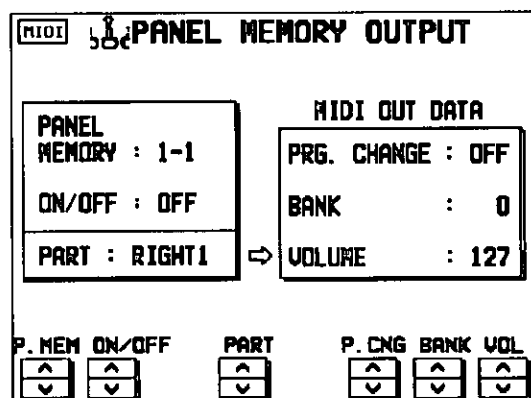 MIDI PANEL MEMORY OUTPUT
PANEL
MEMORY : 1-1
ON/OFF : OFF
PART : RIGHT1
MIDI OUT DATA
PRG. CHANGE : OFF
BANK : 0
VOLUME : 127
P.MEM ON/OFF PART P.CNG BANK VOL